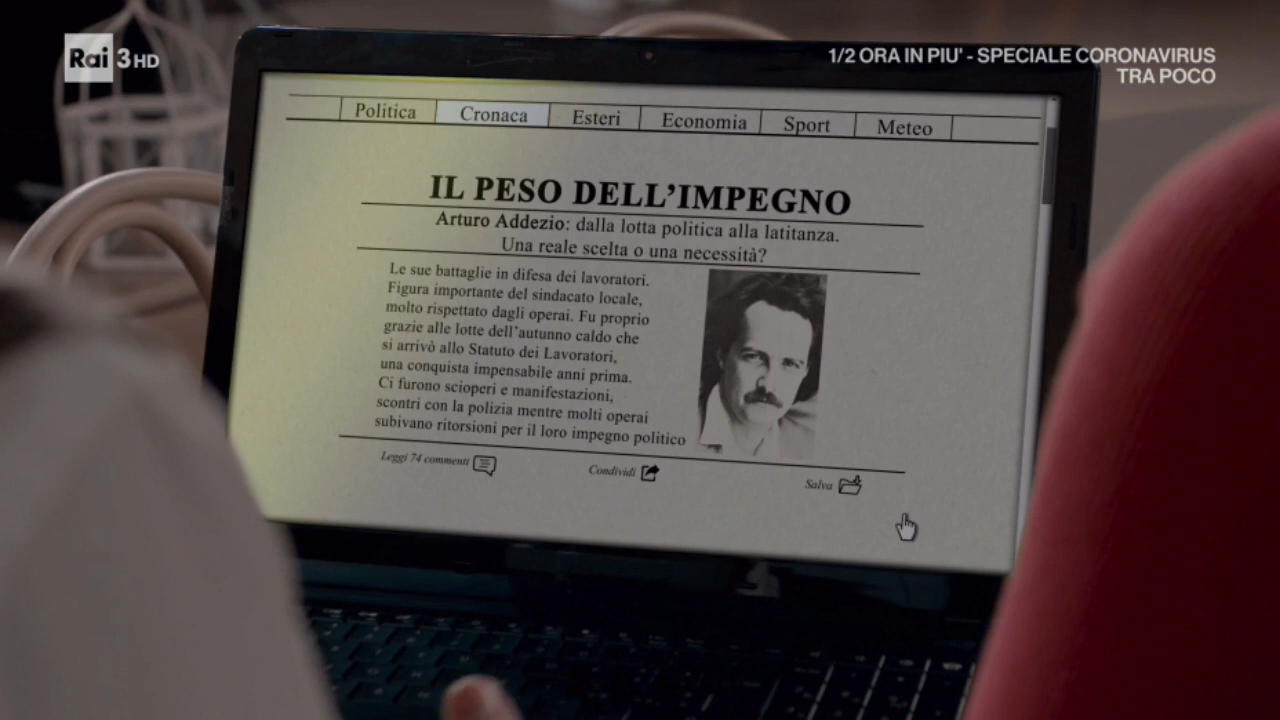 Rai 3HD
1/2 ORA IN PIU' - SPECIALE CORONAVIRUS
TRA POCO
Politica Cronaca Esteri Economia Sport Meteo
IL PESO DELL'IMPEGNO
Arturo Addezio: dalla lotta politica alla latitanza.
Una reale scelta o una necessità?
Le sue battaglie in difesa dei lavoratori.
Figura importante del sindacato locale,
molto rispettato dagli operai. Fu proprio
grazie alle lotte dell'autunno caldo che
si arrivò allo Statuto dei Lavoratori,
una conquista impensabile anni prima.
Ci furono scioperi e manifestazioni,
scontri con la polizia mentre molti operai
subivano ritorsioni per il loro impegno politico
Leggi 74 commenti Condividi Salva